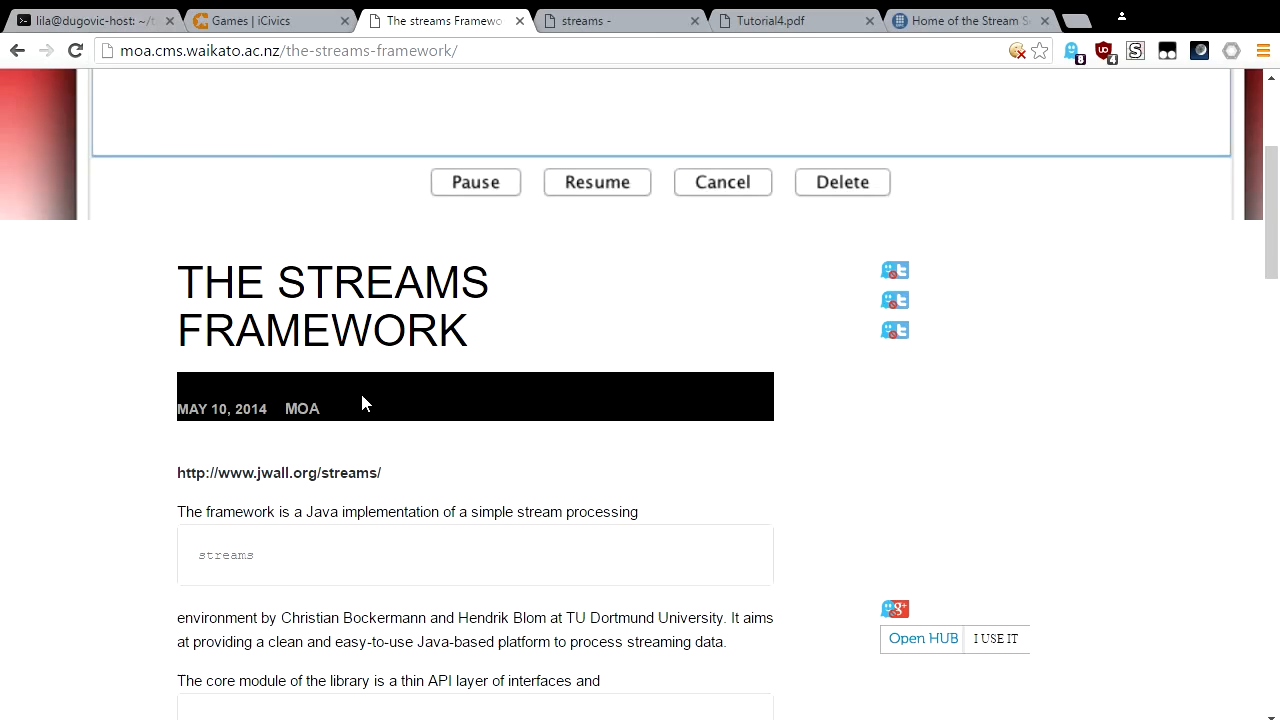 lila@dugovic-host: ~/t
Games | iCivics
The streams Framewo
streams -
Tutorial4.pdf
Home of the Stream S
moa.cms.waikato.ac.nz/the-streams-framework/
8
4
S
Pause Resume Cancel Delete
THE STREAMS
FRAMEWORK
MAY 10, 2014 MOA
http://www.jwall.org/streams/
The framework is a Java implementation of a simple stream processing
streams
environment by Christian Bockermann and Hendrik Blom at TU Dortmund University. It aims
at providing a clean and easy-to-use Java-based platform to process streaming data.
g+
Open HUB I USE IT
The core module of the library is a thin API layer of interfaces and